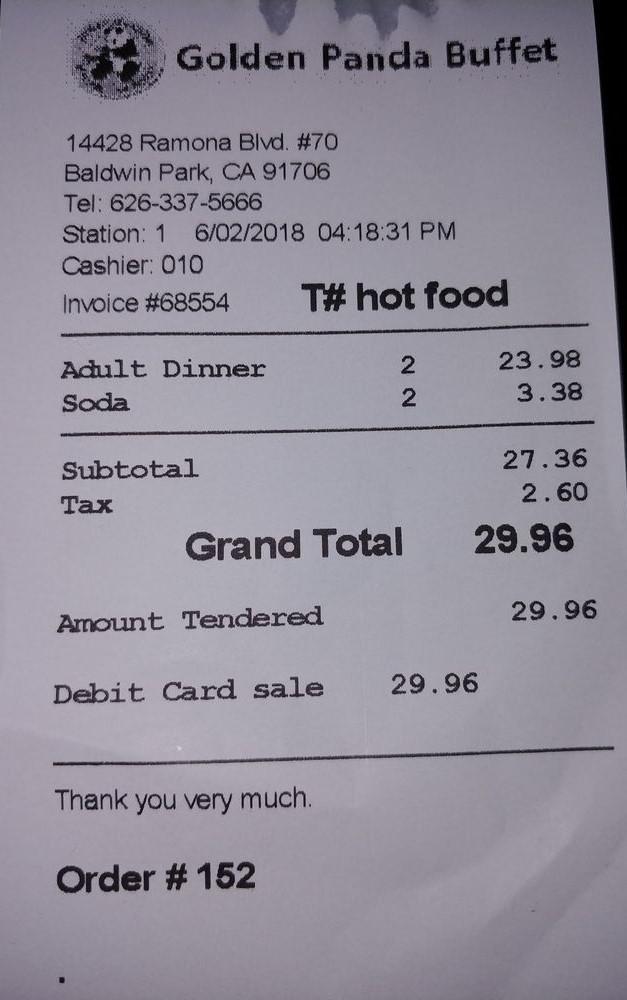 Golden Panda Buffet
14428 Ramona Blvd. #70
Baldwin Park, CA 91706
Tel: 626-337-5666
Station: 1 6/02/2018 04:18:31 PM
Cashier: 010
Invoice #68554 T# hot food
Adult Dinner 2 23.98
Soda 2 3.38
Subtotal 27.36
Tax 2.60
Grand Total 29.96
Amount Tendered 29.96
Debit Card sale 29.96
Thank you very much.
Order # 152
.